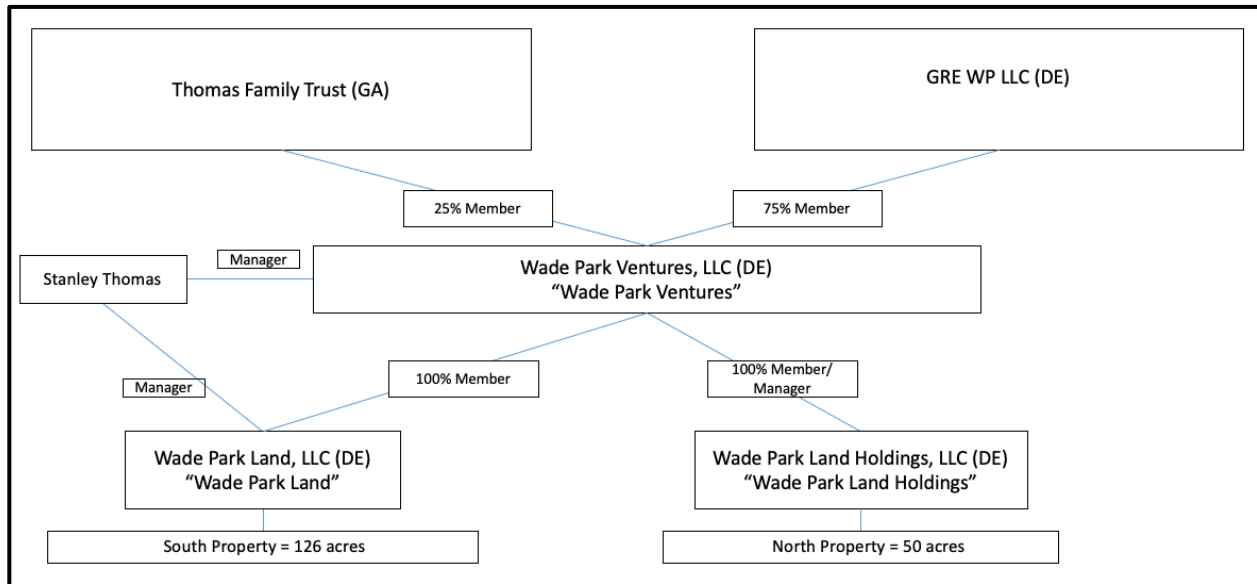 Thomas Family Trust (GA)
GRE WP LLC (DE)
25% Member
75% Member
Manager
Stanley Thomas
Wade Park Ventures, LLC (DE)
“Wade Park Ventures”
Manager
100% Member
100% Member/
Manager
Wade Park Land, LLC (DE)
“Wade Park Land”
Wade Park Land Holdings, LLC (DE)
“Wade Park Land Holdings”
South Property = 126 acres
North Property = 50 acres